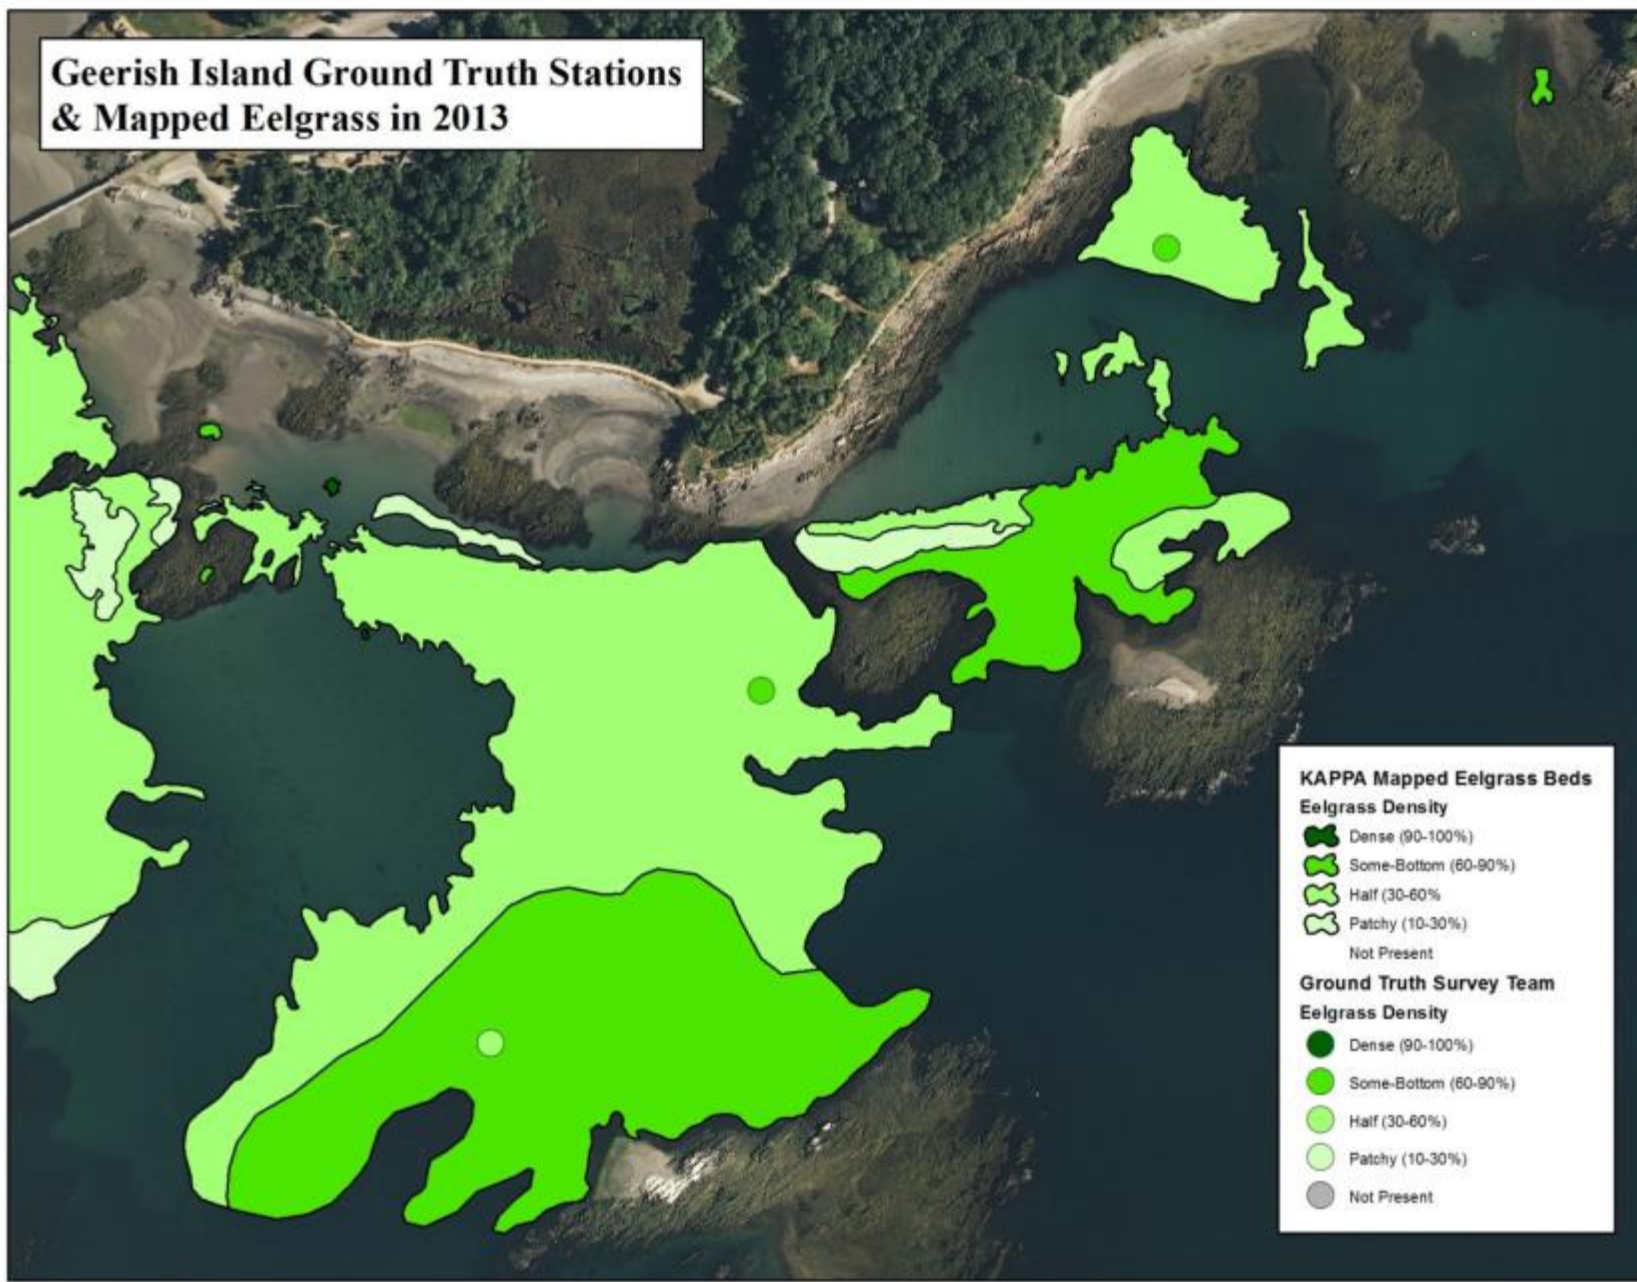 Geerish Island Ground Truth Stations
& Mapped Eelgrass in 2013
KAPPA Mapped Eelgrass Beds
Eelgrass Density
Dense (90-100%)
Some-Bottom (60-90%)
Half (30-60%
Patchy (10-30%)
Not Present
Ground Truth Survey Team
Eelgrass Density
Dense (90-100%)
Some-Bottom (60-90%)
Half (30-60%)
Patchy (10-30%)
Not Present